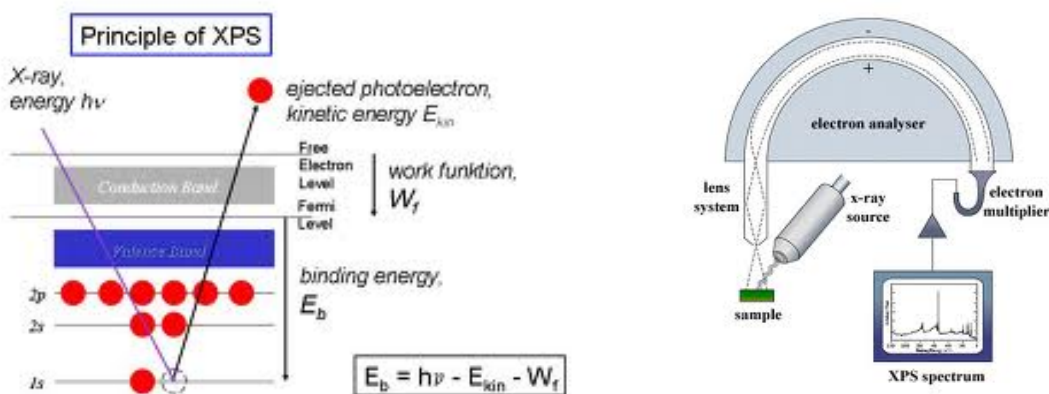 Principle of XPS
X-ray,
energy hν
ejected photoelectron,
kinetic energy E_kin
Free
Electron
Level
Fermi
Level
work funktion,
W_f
Conduction Band
Valence Band
binding energy,
E_b
2p
2s
1s
E_b = hν - E_kin - W_f
-
+
electron analyser
lens
system
x-ray
source
electron
multiplier
sample
XPS spectrum